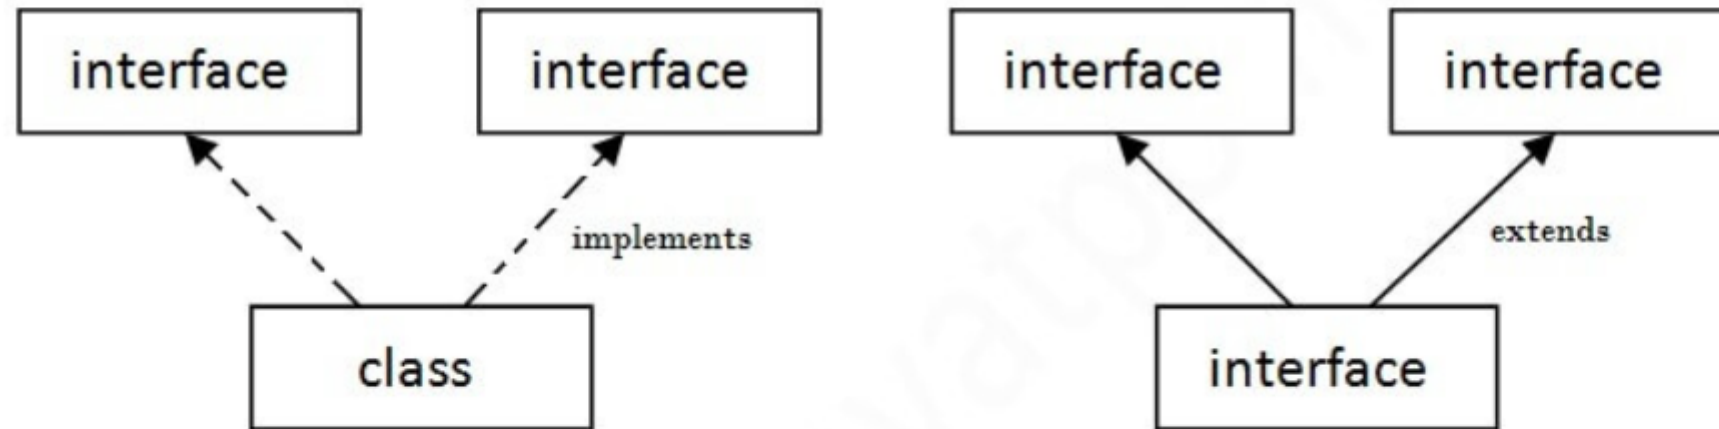 interface interface interface interface
implements extends
class interface